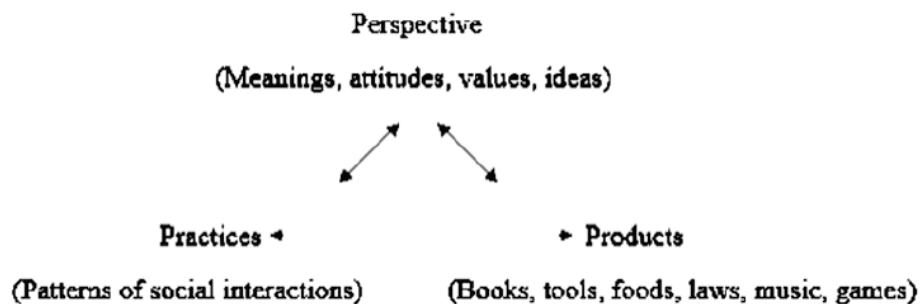 Perspective
(Meanings, attitudes, values, ideas)
Practices Products
(Patterns of social interactions) (Books, tools, foods, laws, music, games)